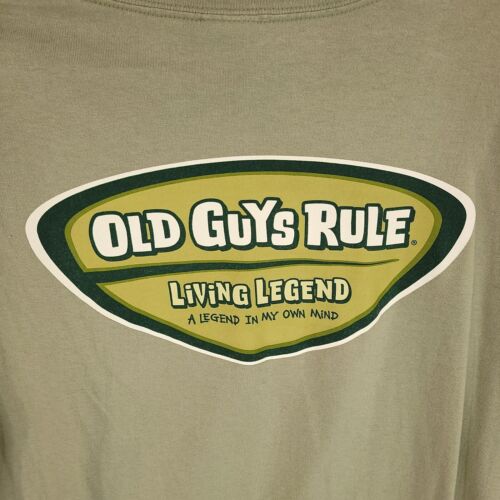 OLD GUYS RULE®
LIVING LEGEND
A LEGEND IN MY OWN MIND